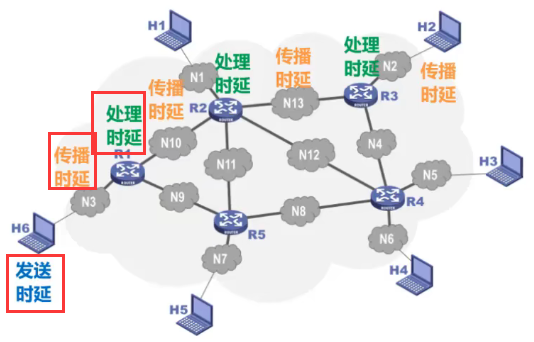 H1
H2
处理
时延
传播
时延
处理
时延
N1
N2
传播
时延
传播
时延
R2
N13
R3
处理
时延
N10
N11
N12
N4
传播
时延
R1
N3
N9
N5
H3
R4
H6
N8
R5
N6
发送
时延
N7
H4
H5